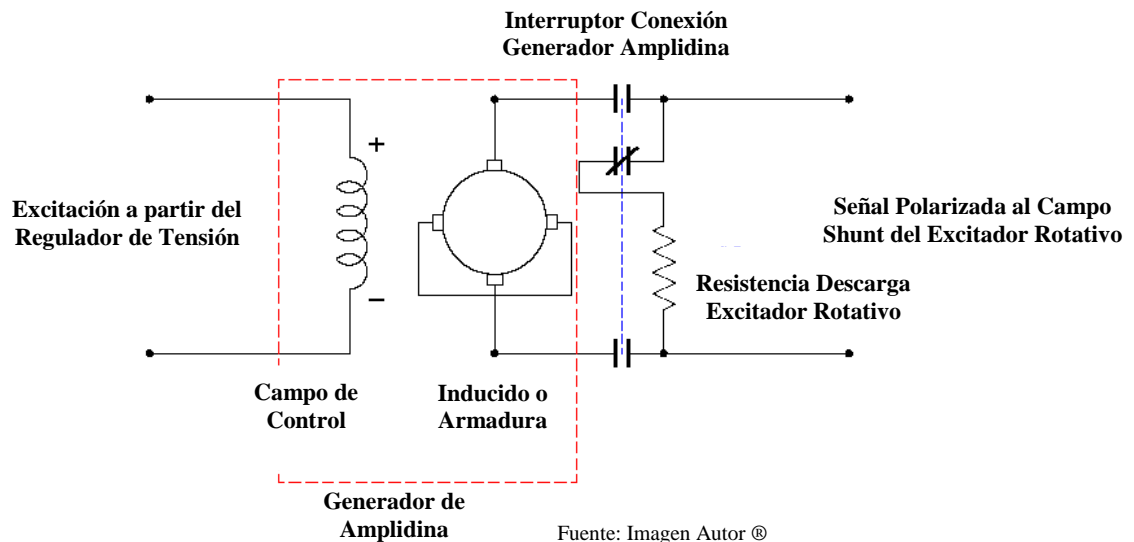 Interruptor Conexión
Generador Amplidina
+
Excitación a partir del
Regulador de Tensión
Señal Polarizada al Campo
Shunt del Excitador Rotativo
Resistencia Descarga
Excitador Rotativo
−
Campo de
Control
Inducido o
Armadura
Generador de
Amplidina
Fuente: Imagen Autor ®